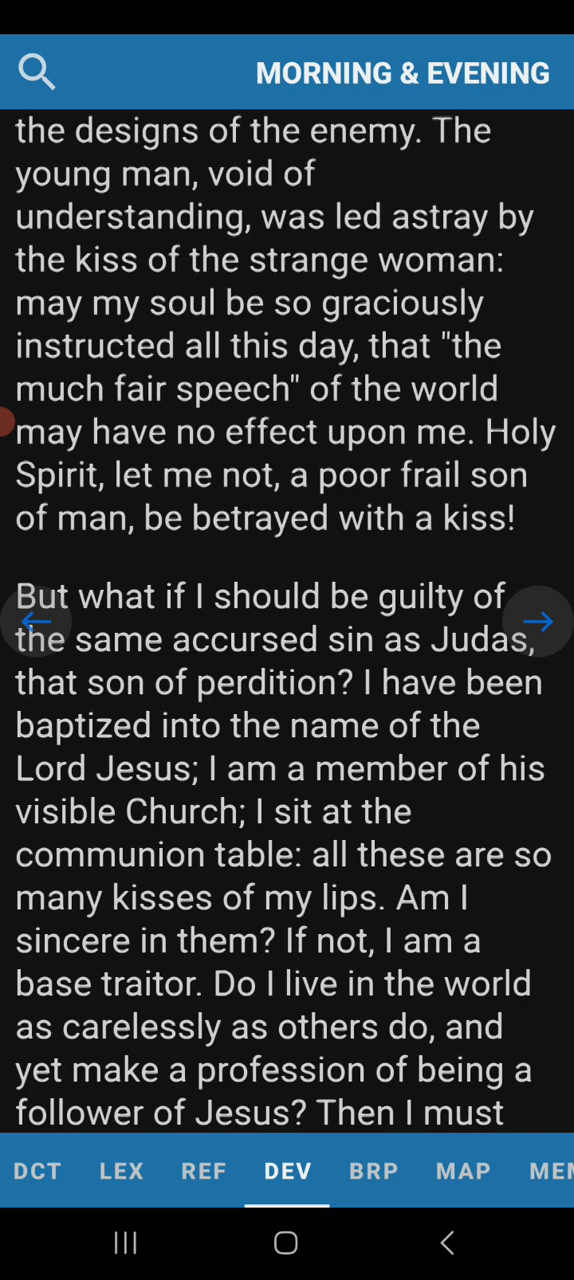 MORNING & EVENING
the designs of the enemy. The
young man, void of
understanding, was led astray by
the kiss of the strange woman:
may my soul be so graciously
instructed all this day, that "the
much fair speech" of the world
may have no effect upon me. Holy
Spirit, let me not, a poor frail son
of man, be betrayed with a kiss!
But what if I should be guilty of
the same accursed sin as Judas,
that son of perdition? I have been
baptized into the name of the
Lord Jesus; I am a member of his
visible Church; I sit at the
communion table: all these are so
many kisses of my lips. Am I
sincere in them? If not, I am a
base traitor. Do I live in the world
as carelessly as others do, and
yet make a profession of being a
follower of Jesus? Then I must
DCT LEX REF DEV BRP MAP MEM